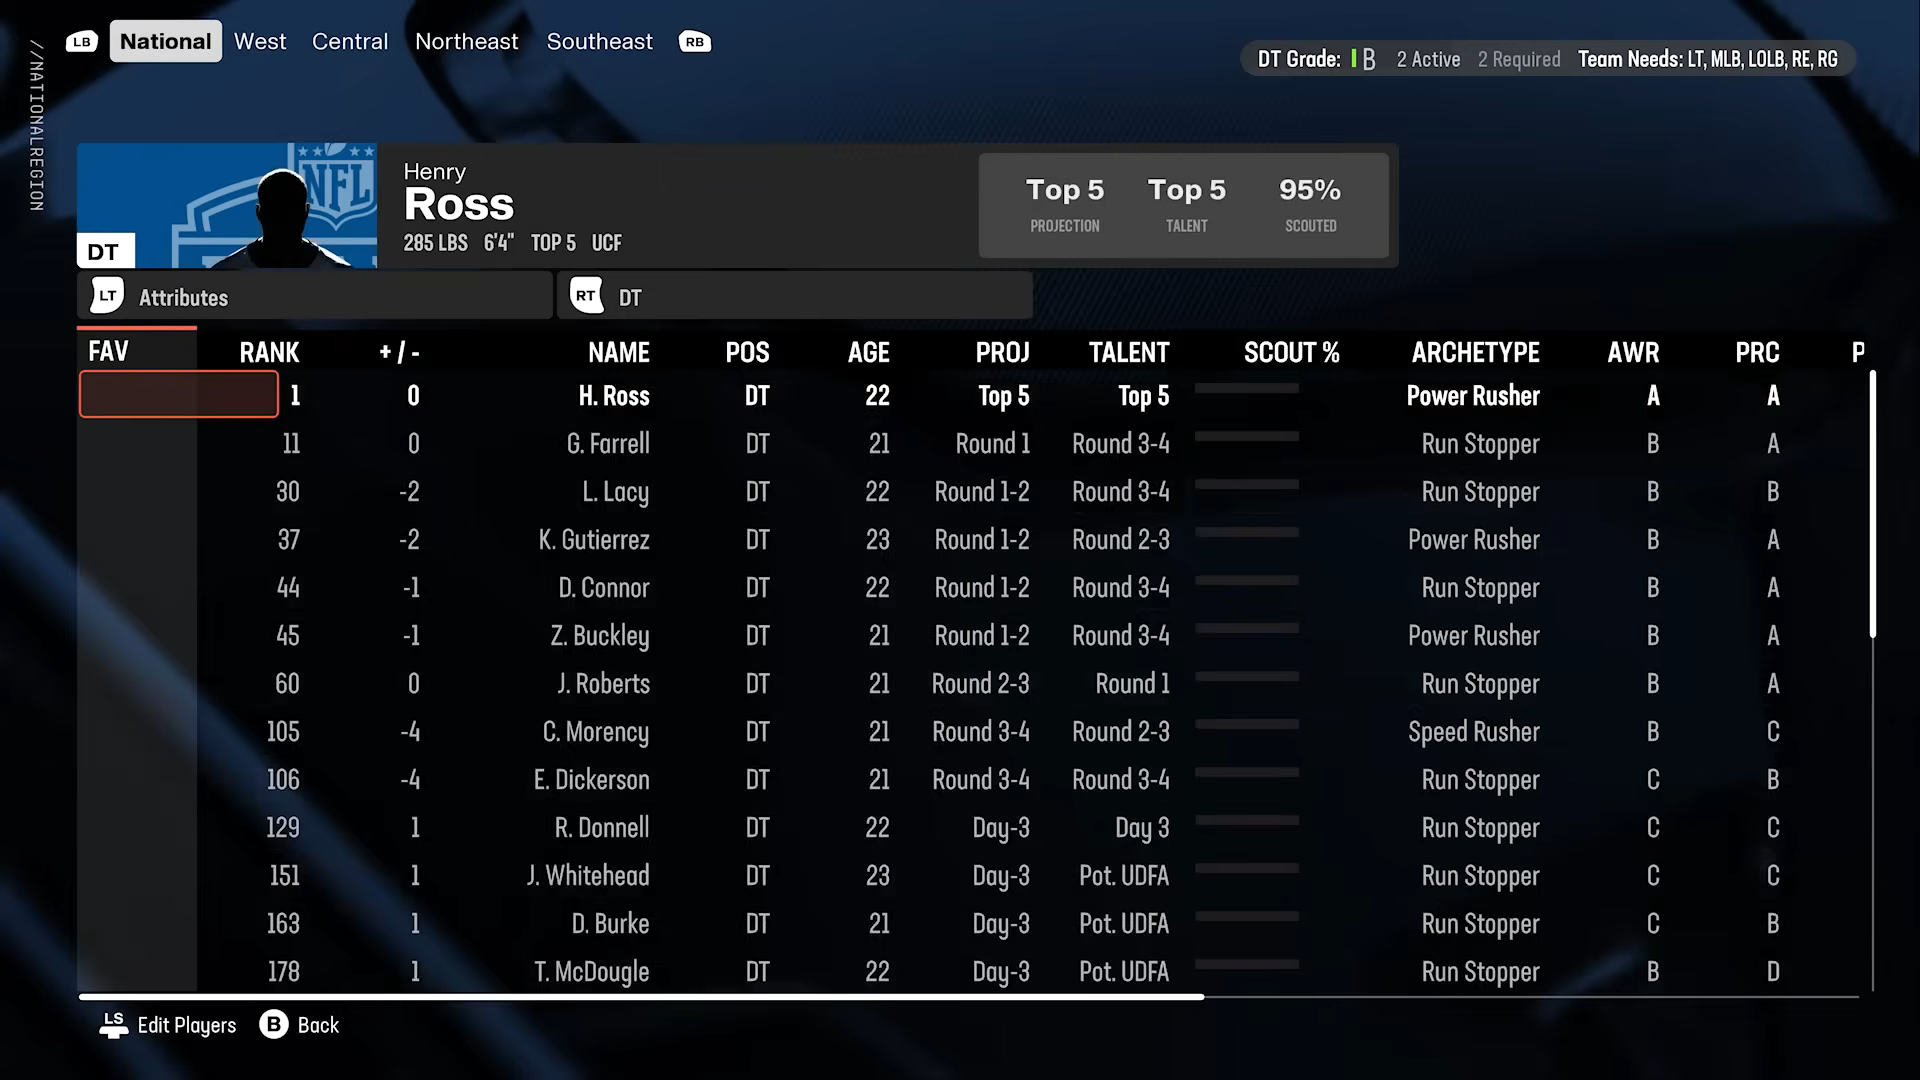 //NATIONALREGION
LB National West Central Northeast Southeast RB
DT Grade: B 2 Active 2 Required Team Needs: LT, MLB, LOLB, RE, RG
NFL
DT
Henry
Ross
285 LBS 6'4" TOP 5 UCF
Top 5 Top 5 95%
PROJECTION TALENT SCOUTED
LT Attributes RT DT
FAV RANK + / - NAME POS AGE PROJ TALENT SCOUT % ARCHETYPE AWR PRC P
1 0 H. Ross DT 22 Top 5 Top 5 Power Rusher A A
11 0 G. Farrell DT 21 Round 1 Round 3-4 Run Stopper B A
30 -2 L. Lacy DT 22 Round 1-2 Round 3-4 Run Stopper B B
37 -2 K. Gutierrez DT 23 Round 1-2 Round 2-3 Power Rusher B A
44 -1 D. Connor DT 22 Round 1-2 Round 3-4 Run Stopper B A
45 -1 Z. Buckley DT 21 Round 1-2 Round 3-4 Power Rusher B A
60 0 J. Roberts DT 21 Round 2-3 Round 1 Run Stopper B A
105 -4 C. Morency DT 21 Round 3-4 Round 2-3 Speed Rusher B C
106 -4 E. Dickerson DT 21 Round 3-4 Round 3-4 Run Stopper C B
129 1 R. Donnell DT 22 Day-3 Day 3 Run Stopper C C
151 1 J. Whitehead DT 23 Day-3 Pot. UDFA Run Stopper C C
163 1 D. Burke DT 21 Day-3 Pot. UDFA Run Stopper C B
178 1 T. McDougle DT 22 Day-3 Pot. UDFA Run Stopper B D
LS Edit Players B Back